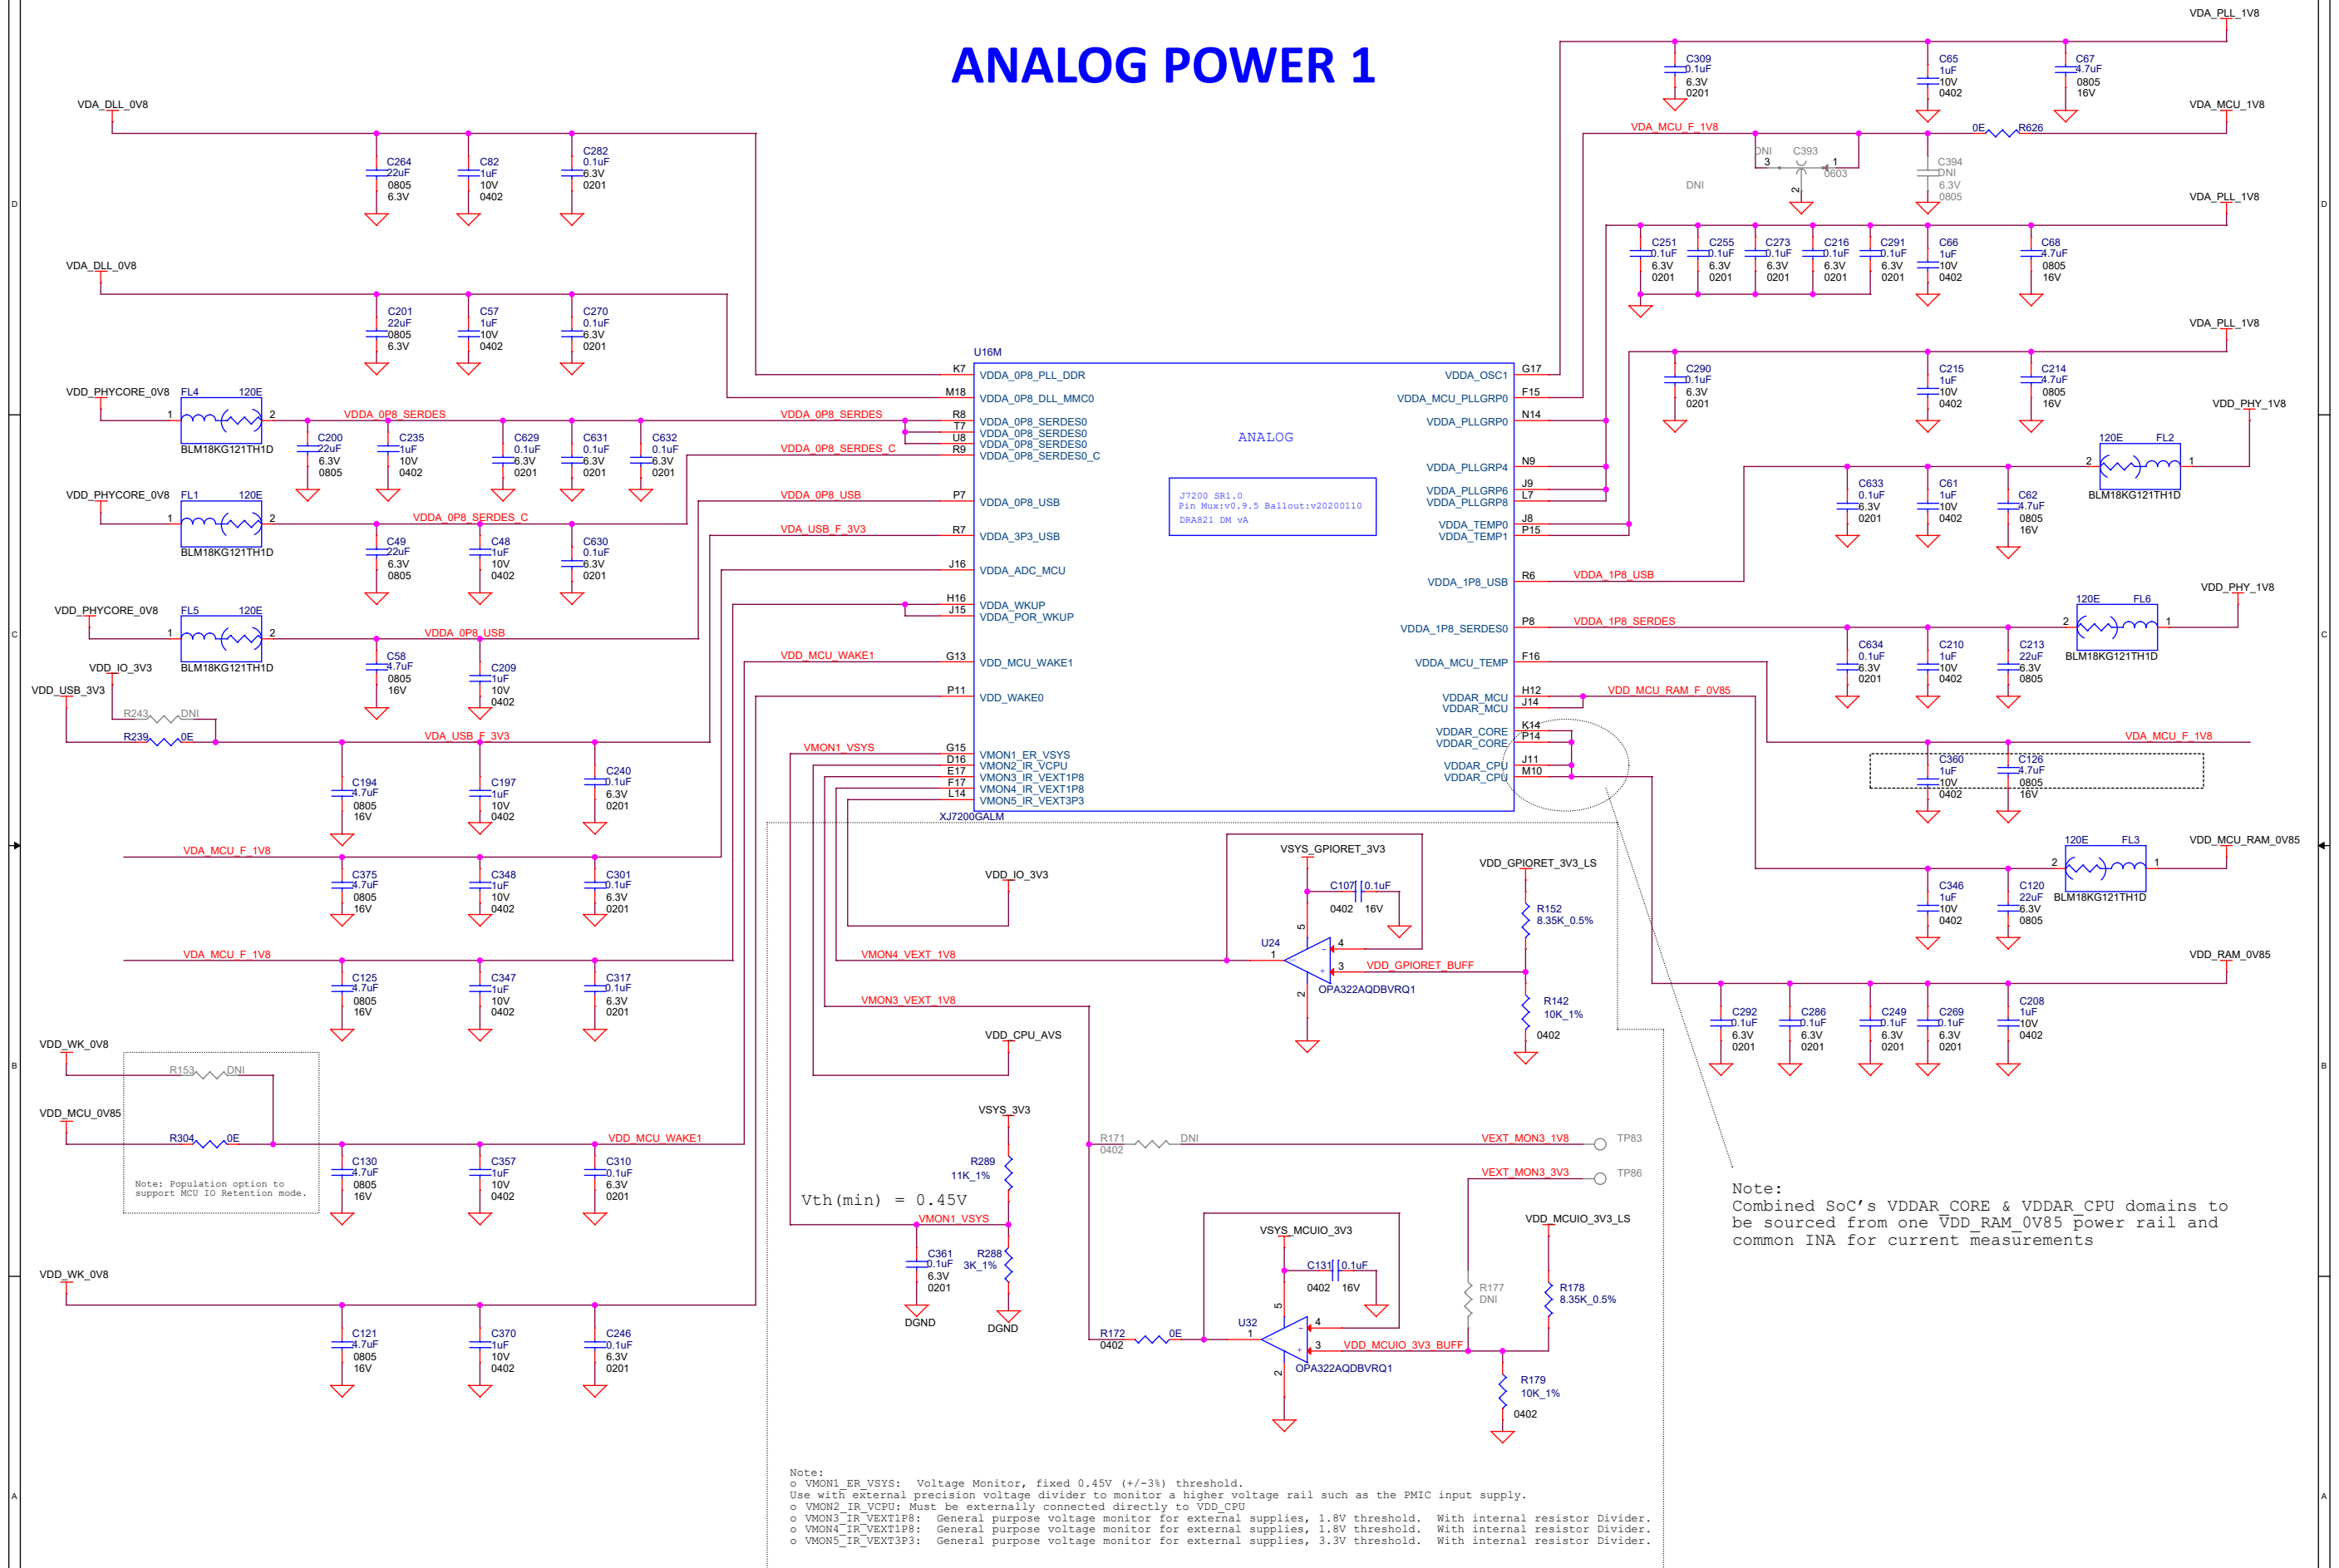 ANALOG POWER 1
VDA_DLL_0V8
C264
22uF
0805
6.3V
C82
1uF
10V
0402
C282
0.1uF
6.3V
0201
VDA_DLL_0V8
C201
22uF
0805
6.3V
C57
1uF
10V
0402
C270
0.1uF
6.3V
0201
VDD_PHYCORE_0V8
FL4 120E
1 2
BLM18KG121TH1D
VDDA_0P8_SERDES
VDDA_0P8_SERDES
C200
22uF
6.3V
0805
C235
1uF
10V
0402
C629
0.1uF
6.3V
0201
C631
0.1uF
6.3V
0201
C632
0.1uF
6.3V
0201
VDDA_0P8_SERDES_C
VDD_PHYCORE_0V8
FL1 120E
1 2
BLM18KG121TH1D
VDDA_0P8_SERDES_C
VDDA_0P8_USB
VDA_USB_F_3V3
C49
22uF
6.3V
0805
C48
1uF
10V
0402
C630
0.1uF
6.3V
0201
VDD_PHYCORE_0V8
FL5 120E
1 2
BLM18KG121TH1D
VDDA_0P8_USB
C58
4.7uF
0805
16V
C209
1uF
10V
0402
VDD_IO_3V3
VDD_USB_3V3
R243 DNI
R239 0E
VDA_USB_F_3V3
VDD_MCU_WAKE1
VMON1_VSYS
C194
4.7uF
0805
16V
C197
1uF
10V
0402
C240
0.1uF
6.3V
0201
VDA_MCU_F_1V8
C375
4.7uF
0805
16V
C348
1uF
10V
0402
C301
0.1uF
6.3V
0201
VDA_MCU_F_1V8
C125
4.7uF
0805
16V
C347
1uF
10V
0402
C317
0.1uF
6.3V
0201
VDD_WK_0V8
R153 DNI
VDD_MCU_0V85
R304 0E
VDD_MCU_WAKE1
Note: Population option to
support MCU IO Retention mode.
C130
4.7uF
0805
16V
C357
1uF
10V
0402
C310
0.1uF
6.3V
0201
VDD_WK_0V8
C121
4.7uF
0805
16V
C370
1uF
10V
0402
C246
0.1uF
6.3V
0201
U16M
K7 VDDA_0P8_PLL_DDR
M18 VDDA_0P8_DLL_MMC0
R8 VDDA_0P8_SERDES0
T7 VDDA_0P8_SERDES0
U8 VDDA_0P8_SERDES0
R9 VDDA_0P8_SERDES0_C
P7 VDDA_0P8_USB
R7 VDDA_3P3_USB
J16 VDDA_ADC_MCU
H16 VDDA_WKUP
J15 VDDA_POR_WKUP
G13 VDD_MCU_WAKE1
P11 VDD_WAKE0
G15 VMON1_ER_VSYS
D16 VMON2_IR_VCPU
E17 VMON3_IR_VEXT1P8
F17 VMON4_IR_VEXT1P8
L14 VMON5_IR_VEXT3P3
XJ7200GALM
ANALOG
J7200 SR1.0
Pin Mux:v0.9.5 Ballout:v20200110
DRA821 DM vA
VDDA_OSC1 G17
VDDA_MCU_PLLGRP0 F15
VDDA_PLLGRP0 N14
VDDA_PLLGRP4 N9
VDDA_PLLGRP6 J9
VDDA_PLLGRP8 L7
VDDA_TEMP0 J8
VDDA_TEMP1 P15
VDDA_1P8_USB R6
VDDA_1P8_SERDES0 P8
VDDA_MCU_TEMP F16
VDDAR_MCU H12
VDDAR_MCU J14
VDDAR_CORE K14
VDDAR_CORE P14
VDDAR_CPU J11
VDDAR_CPU M10
VDA_PLL_1V8
C309
0.1uF
6.3V
0201
C65
1uF
10V
0402
C67
4.7uF
0805
16V
VDA_MCU_1V8
VDA_MCU_F_1V8
0E R626
DNI C393
3 1
0603
2
DNI
C394
DNI
6.3V
0805
VDA_PLL_1V8
C251
0.1uF
6.3V
0201
C255
0.1uF
6.3V
0201
C273
0.1uF
6.3V
0201
C216
0.1uF
6.3V
0201
C291
0.1uF
6.3V
0201
C66
1uF
10V
0402
C68
4.7uF
0805
16V
VDA_PLL_1V8
C290
0.1uF
6.3V
0201
C215
1uF
10V
0402
C214
4.7uF
0805
16V
VDD_PHY_1V8
120E FL2
2 1
BLM18KG121TH1D
C633
0.1uF
6.3V
0201
C61
1uF
10V
0402
C62
4.7uF
0805
16V
VDDA_1P8_USB
VDD_PHY_1V8
120E FL6
2 1
BLM18KG121TH1D
VDDA_1P8_SERDES
C634
0.1uF
6.3V
0201
C210
1uF
10V
0402
C213
22uF
6.3V
0805
VDD_MCU_RAM_F_0V85
VDA_MCU_F_1V8
C360
1uF
10V
0402
C126
4.7uF
0805
16V
VDD_MCU_RAM_0V85
120E FL3
2 1
BLM18KG121TH1D
C346
1uF
10V
0402
C120
22uF
6.3V
0805
VDD_RAM_0V85
C292
0.1uF
6.3V
0201
C286
0.1uF
6.3V
0201
C249
0.1uF
6.3V
0201
C269
0.1uF
6.3V
0201
C208
1uF
10V
0402
Note:
Combined SoC's VDDAR_CORE & VDDAR_CPU domains to
be sourced from one VDD_RAM_0V85 power rail and
common INA for current measurements
VDD_IO_3V3
VSYS_GPIORET_3V3
C107 0.1uF
0402 16V
VDD_GPIORET_3V3_LS
R152
8.35K_0.5%
U24
5
4
1
3
2
VMON4_VEXT_1V8
VDD_GPIORET_BUFF
OPA322AQDBVRQ1
R142
10K_1%
0402
VMON3_VEXT_1V8
VDD_CPU_AVS
VSYS_3V3
R289
11K_1%
Vth(min) = 0.45V
VMON1_VSYS
C361
0.1uF
6.3V
0201
R288
3K_1%
DGND
DGND
R171 DNI
0402
VEXT_MON3_1V8
TP83
VEXT_MON3_3V3
TP86
VSYS_MCUIO_3V3
VDD_MCUIO_3V3_LS
C131 0.1uF
0402 16V
R177
DNI
R178
8.35K_0.5%
U32
5
4
1
3
2
R172 0E
0402
VDD_MCUIO_3V3_BUFF
OPA322AQDBVRQ1
R179
10K_1%
0402
Note:
o VMON1_ER_VSYS: Voltage Monitor, fixed 0.45V (+/-3%) threshold.
Use with external precision voltage divider to monitor a higher voltage rail such as the PMIC input supply.
o VMON2_IR_VCPU: Must be externally connected directly to VDD_CPU
o VMON3_IR_VEXT1P8: General purpose voltage monitor for external supplies, 1.8V threshold. With internal resistor Divider.
o VMON4_IR_VEXT1P8: General purpose voltage monitor for external supplies, 1.8V threshold. With internal resistor Divider.
o VMON5_IR_VEXT3P3: General purpose voltage monitor for external supplies, 3.3V threshold. With internal resistor Divider.
D
D
C
C
B
B
A
A